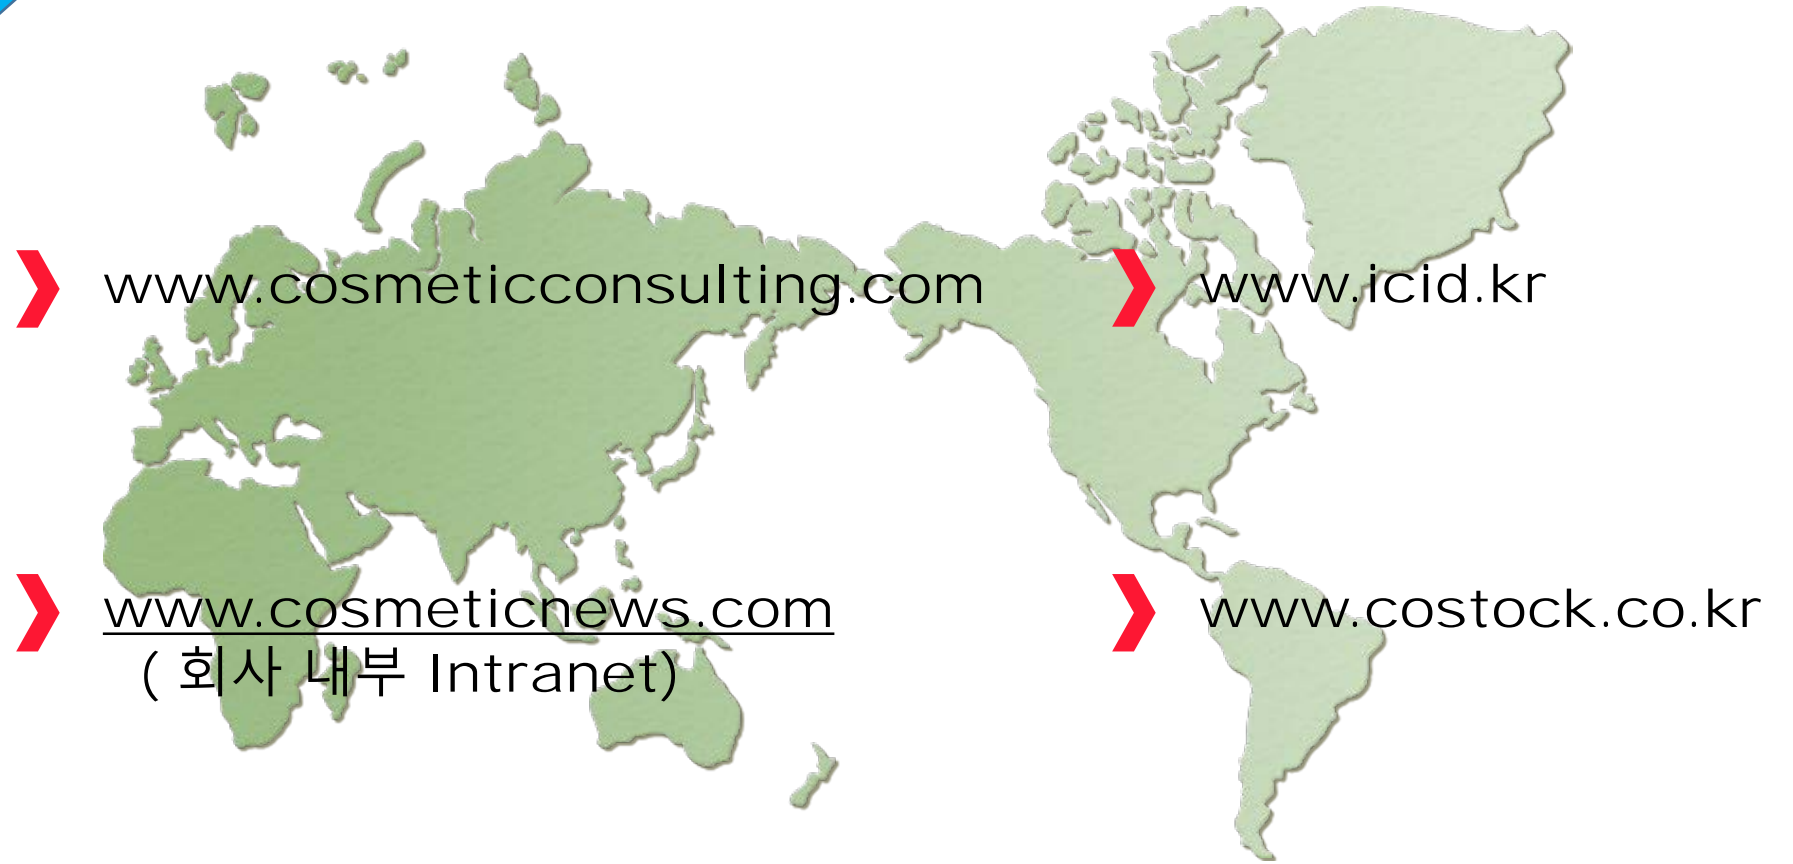 www.cosmeticconsulting.com
www.icid.kr
www.cosmeticnews.com
( 회사 내부 Intranet)
www.costock.co.kr